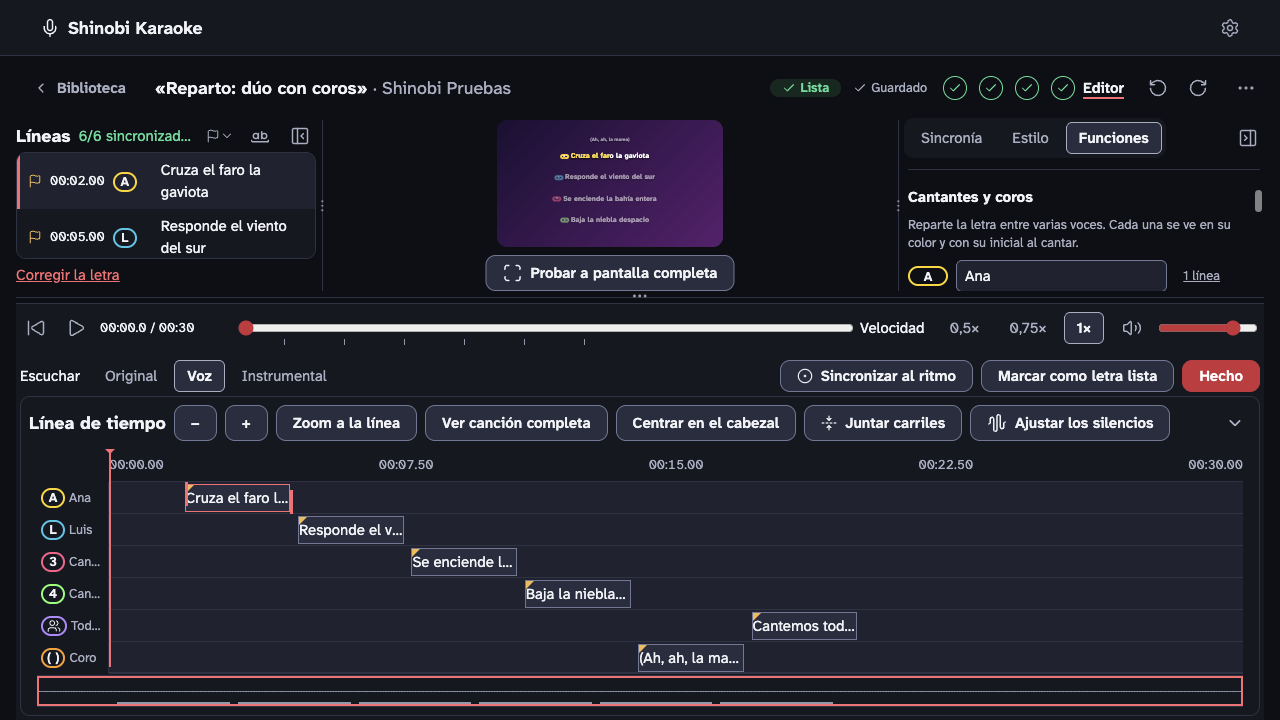 Shinobi Karaoke
Biblioteca
«Reparto: dúo con coros» · Shinobi Pruebas
Lista
Guardado
Editor
Líneas
6/6 sincronizad...
ab
00:02.00
A
Cruza el faro la
gaviota
00:05.00
L
Responde el viento
del sur
Corregir la letra
(Ah, ah, la mama)
Cruza el faro la gaviota
Responde el viento del sur
Se enciende la bahía entera
Baja la niebla despacio
Probar a pantalla completa
Sincronía
Estilo
Funciones
Cantantes y coros
Reparte la letra entre varias voces. Cada una se ve en su
color y con su inicial al cantar.
A
Ana
1 línea
00:00.0 / 00:30
Velocidad
0,5×
0,75×
1×
Escuchar
Original
Voz
Instrumental
Sincronizar al ritmo
Marcar como letra lista
Hecho
Línea de tiempo
−
+
Zoom a la línea
Ver canción completa
Centrar en el cabezal
Juntar carriles
Ajustar los silencios
00:00.00
00:07.50
00:15.00
00:22.50
00:30.00
A Ana
Cruza el faro l...
L Luis
Responde el v...
3 Can...
Se enciende l...
4 Can...
Baja la niebla...
Tod...
Cantemos tod...
( ) Coro
(Ah, ah, la ma...